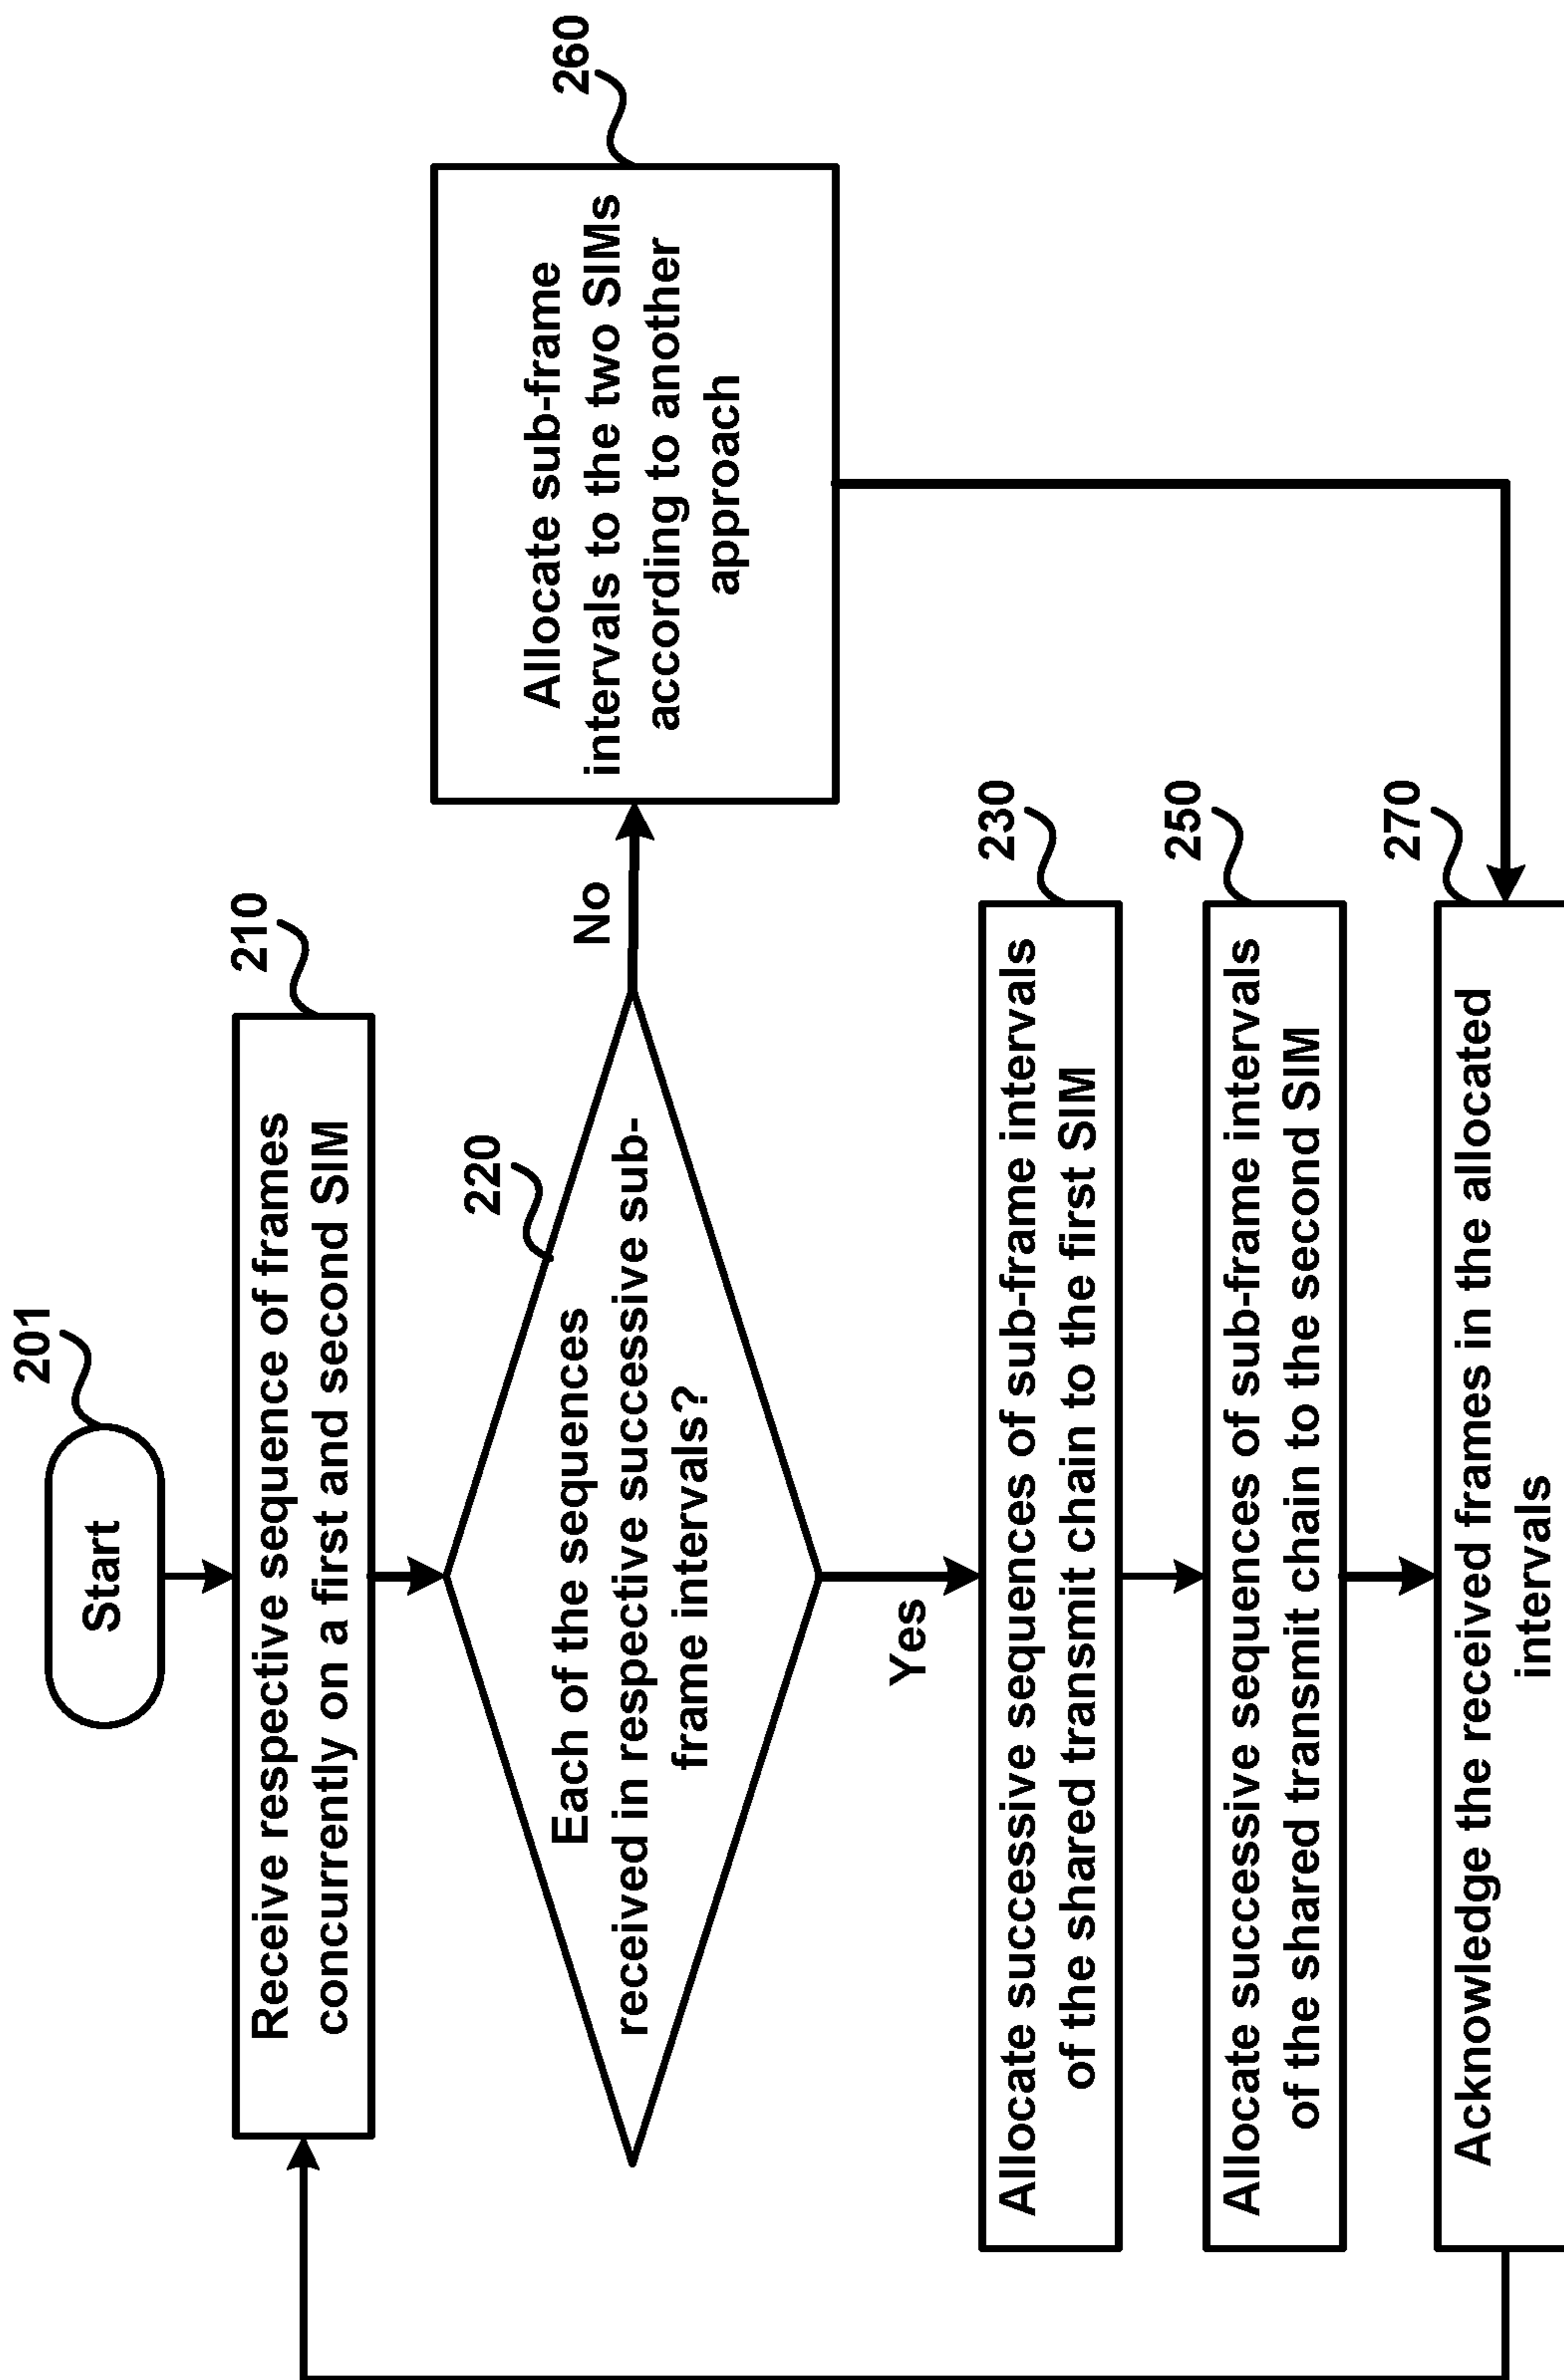 201
Start
210
Receive respective sequence of frames
concurrently on a first and second SIM
220
Each of the sequences
received in respective successive sub-
frame intervals?
No
260
Allocate sub-frame
intervals to the two SIMs
according to another
approach
Yes
230
Allocate successive sequences of sub-frame intervals
of the shared transmit chain to the first SIM
250
Allocate successive sequences of sub-frame intervals
of the shared transmit chain to the second SIM
270
Acknowledge the received frames in the allocated
intervals